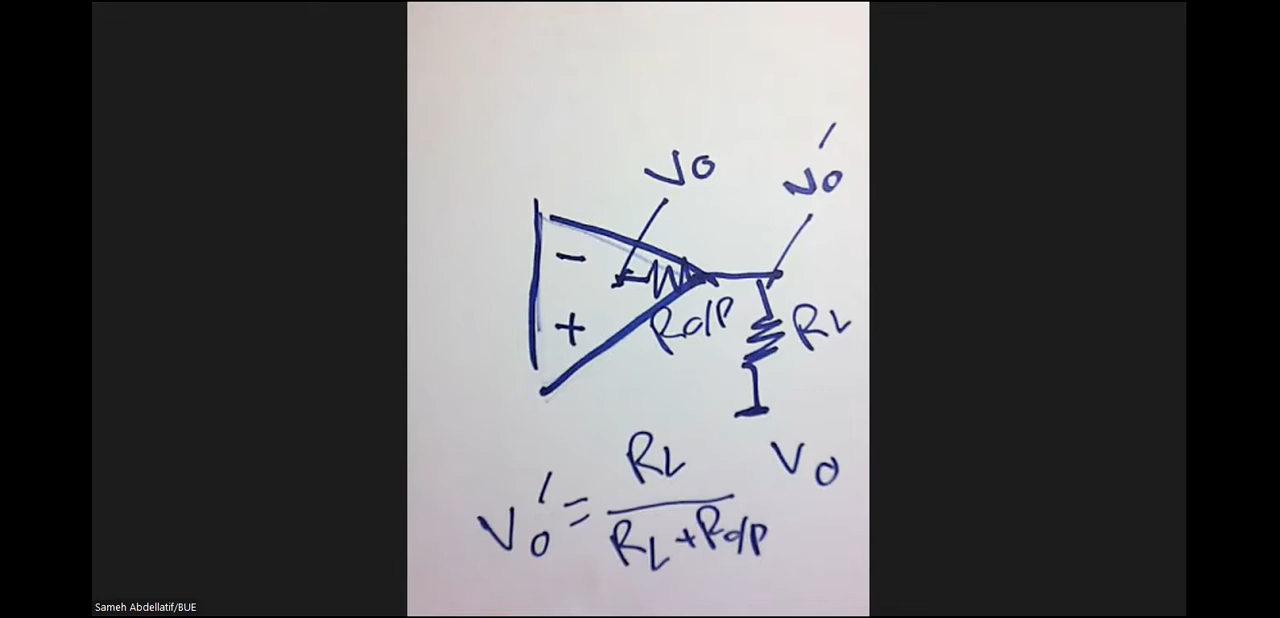 Vo
Vo'
−
+
Ro/p
RL
Vo' = RL / (RL + Ro/p) Vo
Sameh Abdellatif/BUE